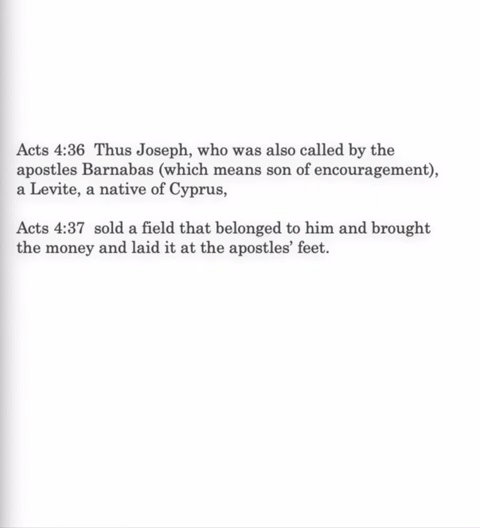 Acts 4:36  Thus Joseph, who was also called by the
apostles Barnabas (which means son of encouragement),
a Levite, a native of Cyprus,
Acts 4:37  sold a field that belonged to him and brought
the money and laid it at the apostles’ feet.